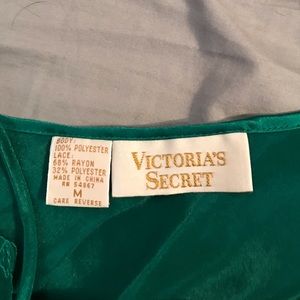 BODY:
100% POLYESTER
LACE:
68% RAYON
32% POLYESTER
MADE IN CHINA
RN 54867
M
CARE REVERSE
VICTORIA'S
SECRET